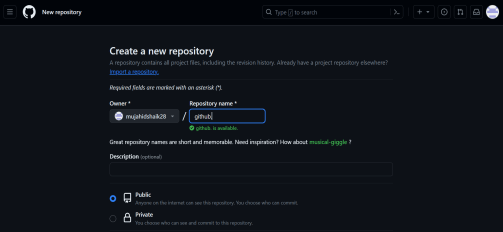 New repository
Type / to search
Create a new repository
A repository contains all project files, including the revision history. Already have a project repository elsewhere?
Import a repository.
Required fields are marked with an asterisk (*).
Owner * Repository name *
mujahidshaik28 / github
github. is available.
Great repository names are short and memorable. Need inspiration? How about musical-giggle ?
Description (optional)
Public
Anyone on the internet can see this repository. You choose who can commit.
Private
You choose who can see and commit to this repository.